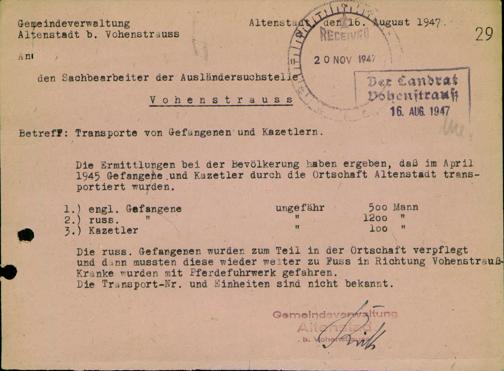 Gemeindeverwaltung
Altenstadt b. Vohenstrauss
Altenstadt, den 16. August 1947.
29
RECEIVED
20 NOV 1947
An
den Sachbearbeiter der Ausländersuchstelle
Vohenstrauss
Der Landrat
Vohenstrauß
16. AUG. 1947
Betreff: Transporte von Gefangenen und Kazetlern.
Die Ermittlungen bei der Bevölkerung haben ergeben, daß im April
1945 Gefangene und Kazetler durch die Ortschaft Altenstadt trans-
portiert wurden.
1.) engl. Gefangene ungefähr 500 Mann
2.) russ. " " 1200 "
3.) Kazetler " 100 "
Die russ. Gefangenen wurden zum Teil in der Ortschaft verpflegt
und dann mussten diese wieder weiter zu Fuss in Richtung Vohenstrauß.
Kranke wurden mit Pferdefuhrwerk gefahren.
Die Transport-Nr. und Einheiten sind nicht bekannt.
Gemeindeverwaltung
Altenstadt
b. Vohenstrauß